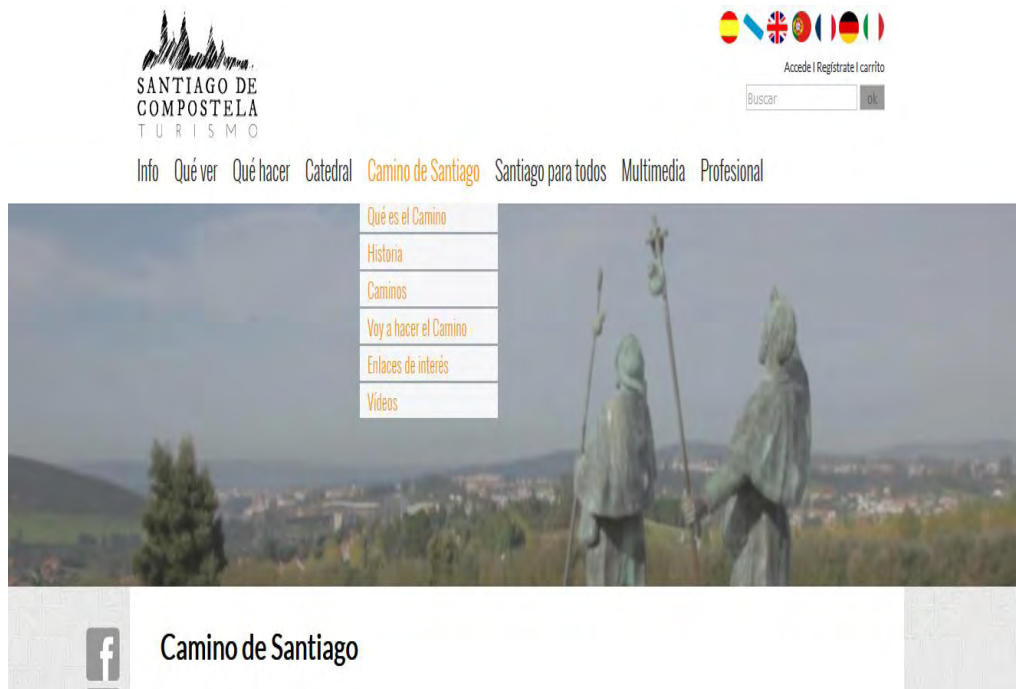 SANTIAGO DE
COMPOSTELA
TURISMO
Accede | Regístrate | carrito
Buscar ok
Info Qué ver Qué hacer Catedral Camino de Santiago Santiago para todos Multimedia Profesional
Qué es el Camino
Historia
Caminos
Voy a hacer el Camino
Enlaces de interés
Vídeos
f
Camino de Santiago